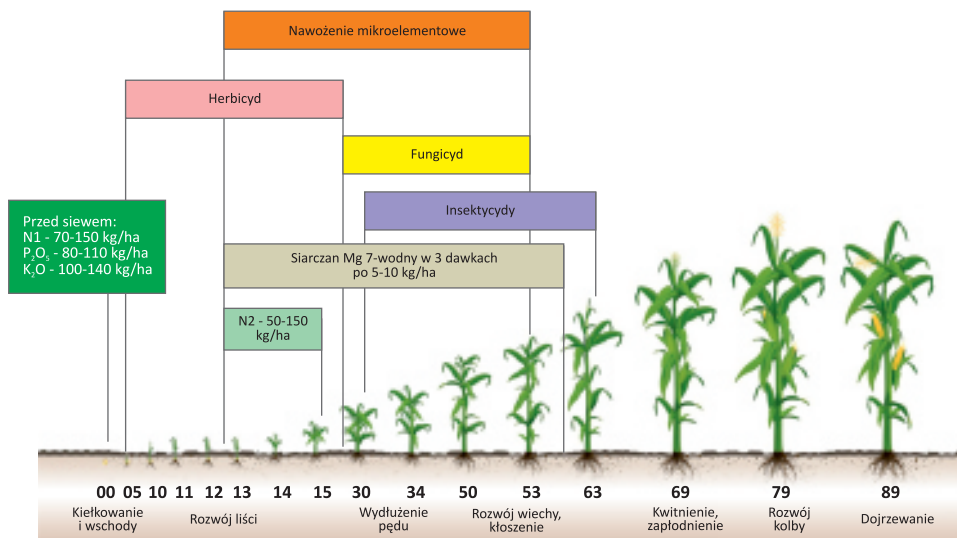 Nawożenie mikroelementowe
Herbicyd
Fungicyd
Insektycydy
Przed siewem:
N1 - 70-150 kg/ha
P₂O₅ - 80-110 kg/ha
K₂O - 100-140 kg/ha
Siarczan Mg 7-wodny w 3 dawkach
po 5-10 kg/ha
N2 - 50-150
kg/ha
00 05 10 11 12 13 14 15 30 34 50 53 63 69 79 89
Kiełkowanie
i wschody
Rozwój liści
Wydłużenie
pędu
Rozwój wiechy,
kłoszenie
Kwitnienie,
zapłodnienie
Rozwój
kolby
Dojrzewanie